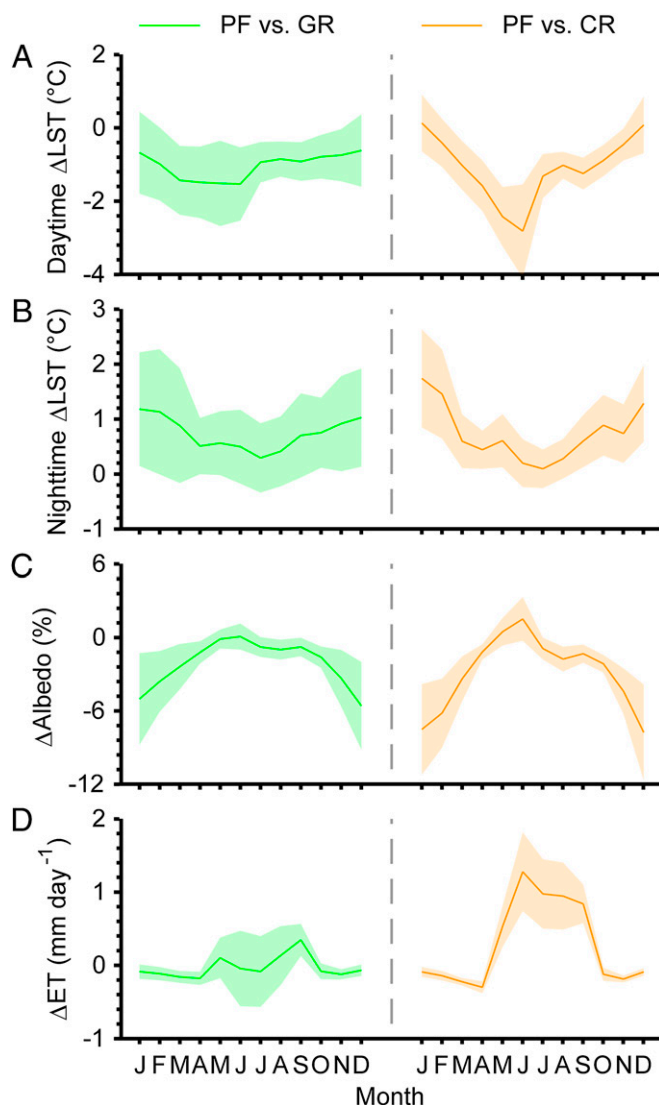 PF vs. GR PF vs. CR
A
Daytime ΔLST (°C)
2
0
-2
-4
B
Nighttime ΔLST (°C)
3
2
1
0
-1
C
ΔAlbedo (%)
6
0
-6
-12
D
ΔET (mm day⁻¹)
2
1
0
-1
J F M A M J J A S O N D J F M A M J J A S O N D
Month